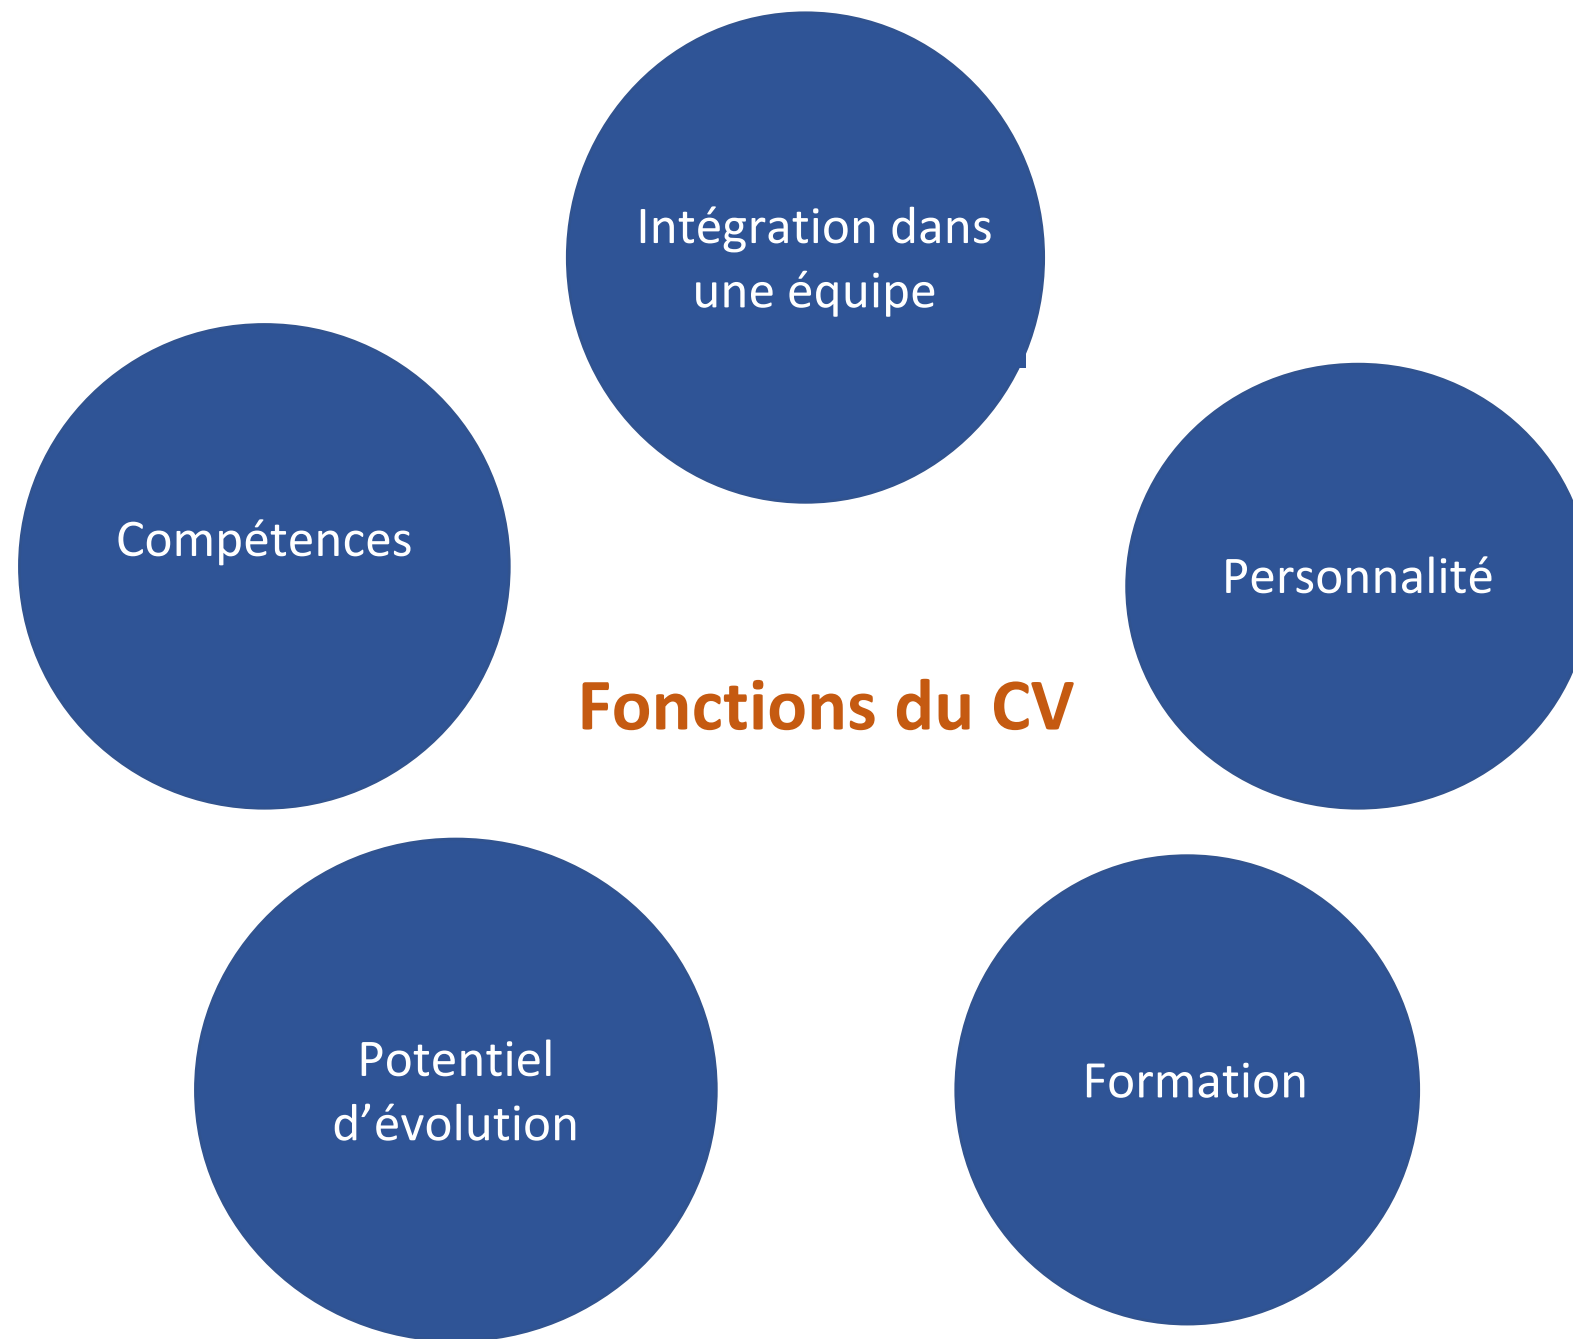 Intégration dans
une équipe
Compétences
Personnalité
Fonctions du CV
Potentiel
d’évolution
Formation